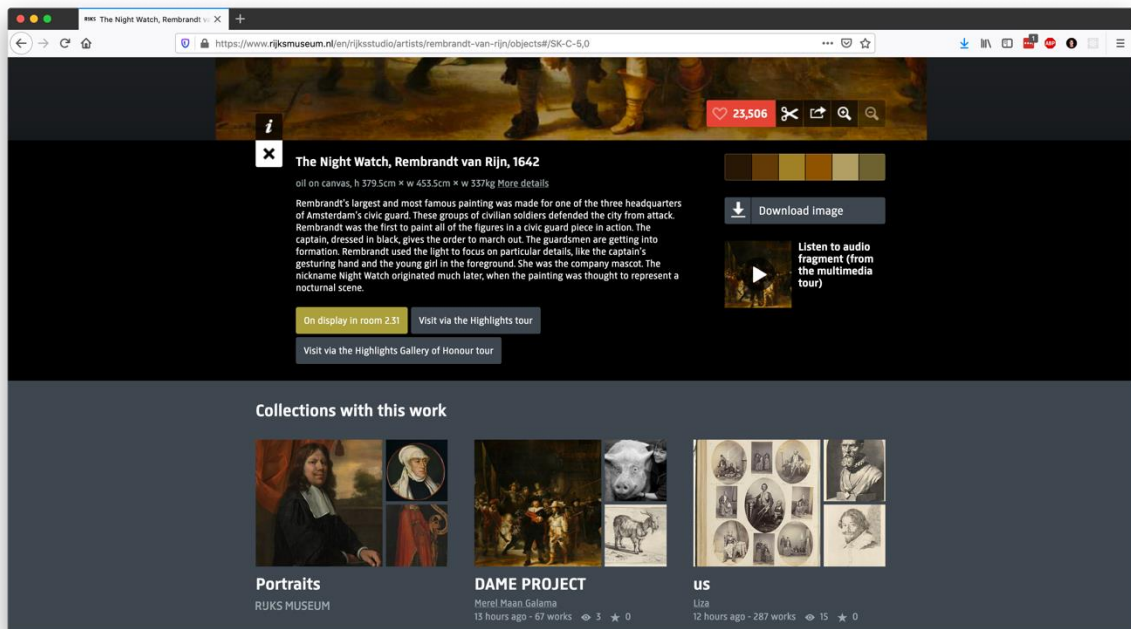 RIJKS The Night Watch, Rembrandt va
https://www.rijksmuseum.nl/en/rijksstudio/artists/rembrandt-van-rijn/objects#/SK-C-5,0
1
ABP
23,506
i
The Night Watch, Rembrandt van Rijn, 1642
oil on canvas, h 379.5cm × w 453.5cm × w 337kg More details
Rembrandt's largest and most famous painting was made for one of the three headquarters
of Amsterdam's civic guard. These groups of civilian soldiers defended the city from attack.
Rembrandt was the first to paint all of the figures in a civic guard piece in action. The
captain, dressed in black, gives the order to march out. The guardsmen are getting into
formation. Rembrandt used the light to focus on particular details, like the captain's
gesturing hand and the young girl in the foreground. She was the company mascot. The
nickname Night Watch originated much later, when the painting was thought to represent a
nocturnal scene.
Download image
Listen to audio
fragment (from
the multimedia
tour)
On display in room 2.31 Visit via the Highlights tour
Visit via the Highlights Gallery of Honour tour
Collections with this work
Portraits
RIJKS MUSEUM
DAME PROJECT
Merel Maan Galama
13 hours ago - 67 works 3 0
us
Liza
12 hours ago - 287 works 15 0